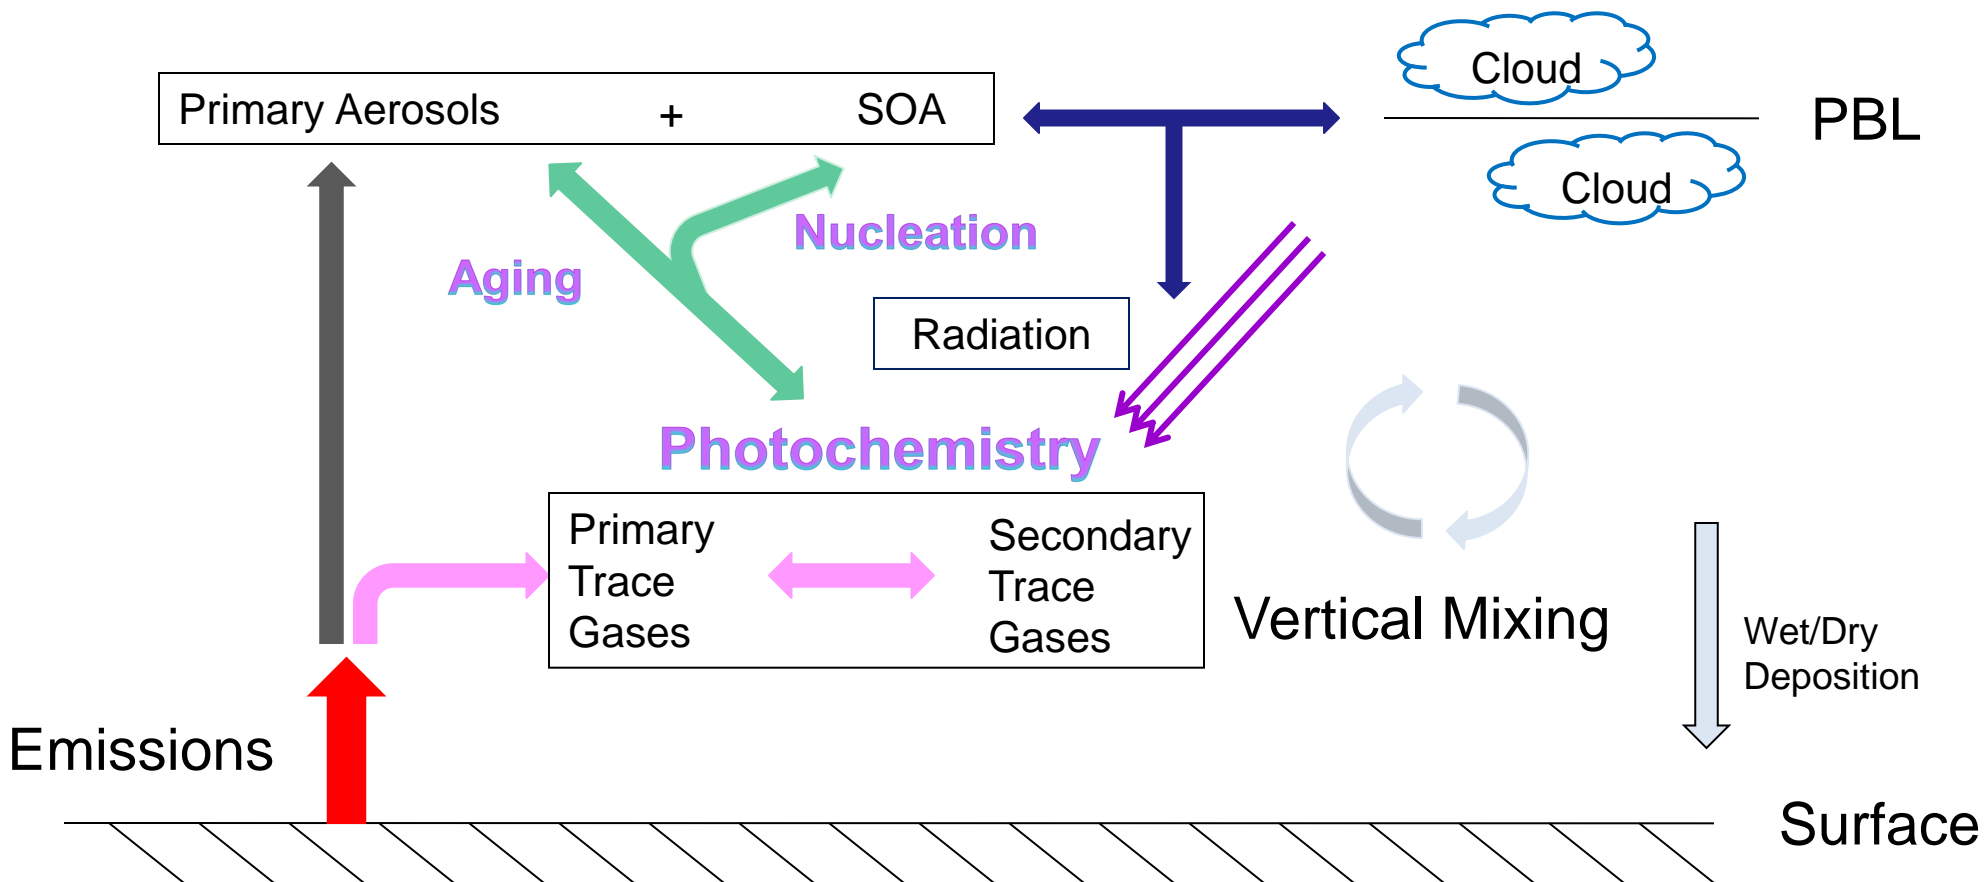 Cloud
Primary Aerosols + SOA
PBL
Cloud
Nucleation
Aging
Radiation
Photochemistry
Primary
Trace
Gases
Secondary
Trace
Gases
Vertical Mixing
Wet/Dry
Deposition
Emissions
Surface